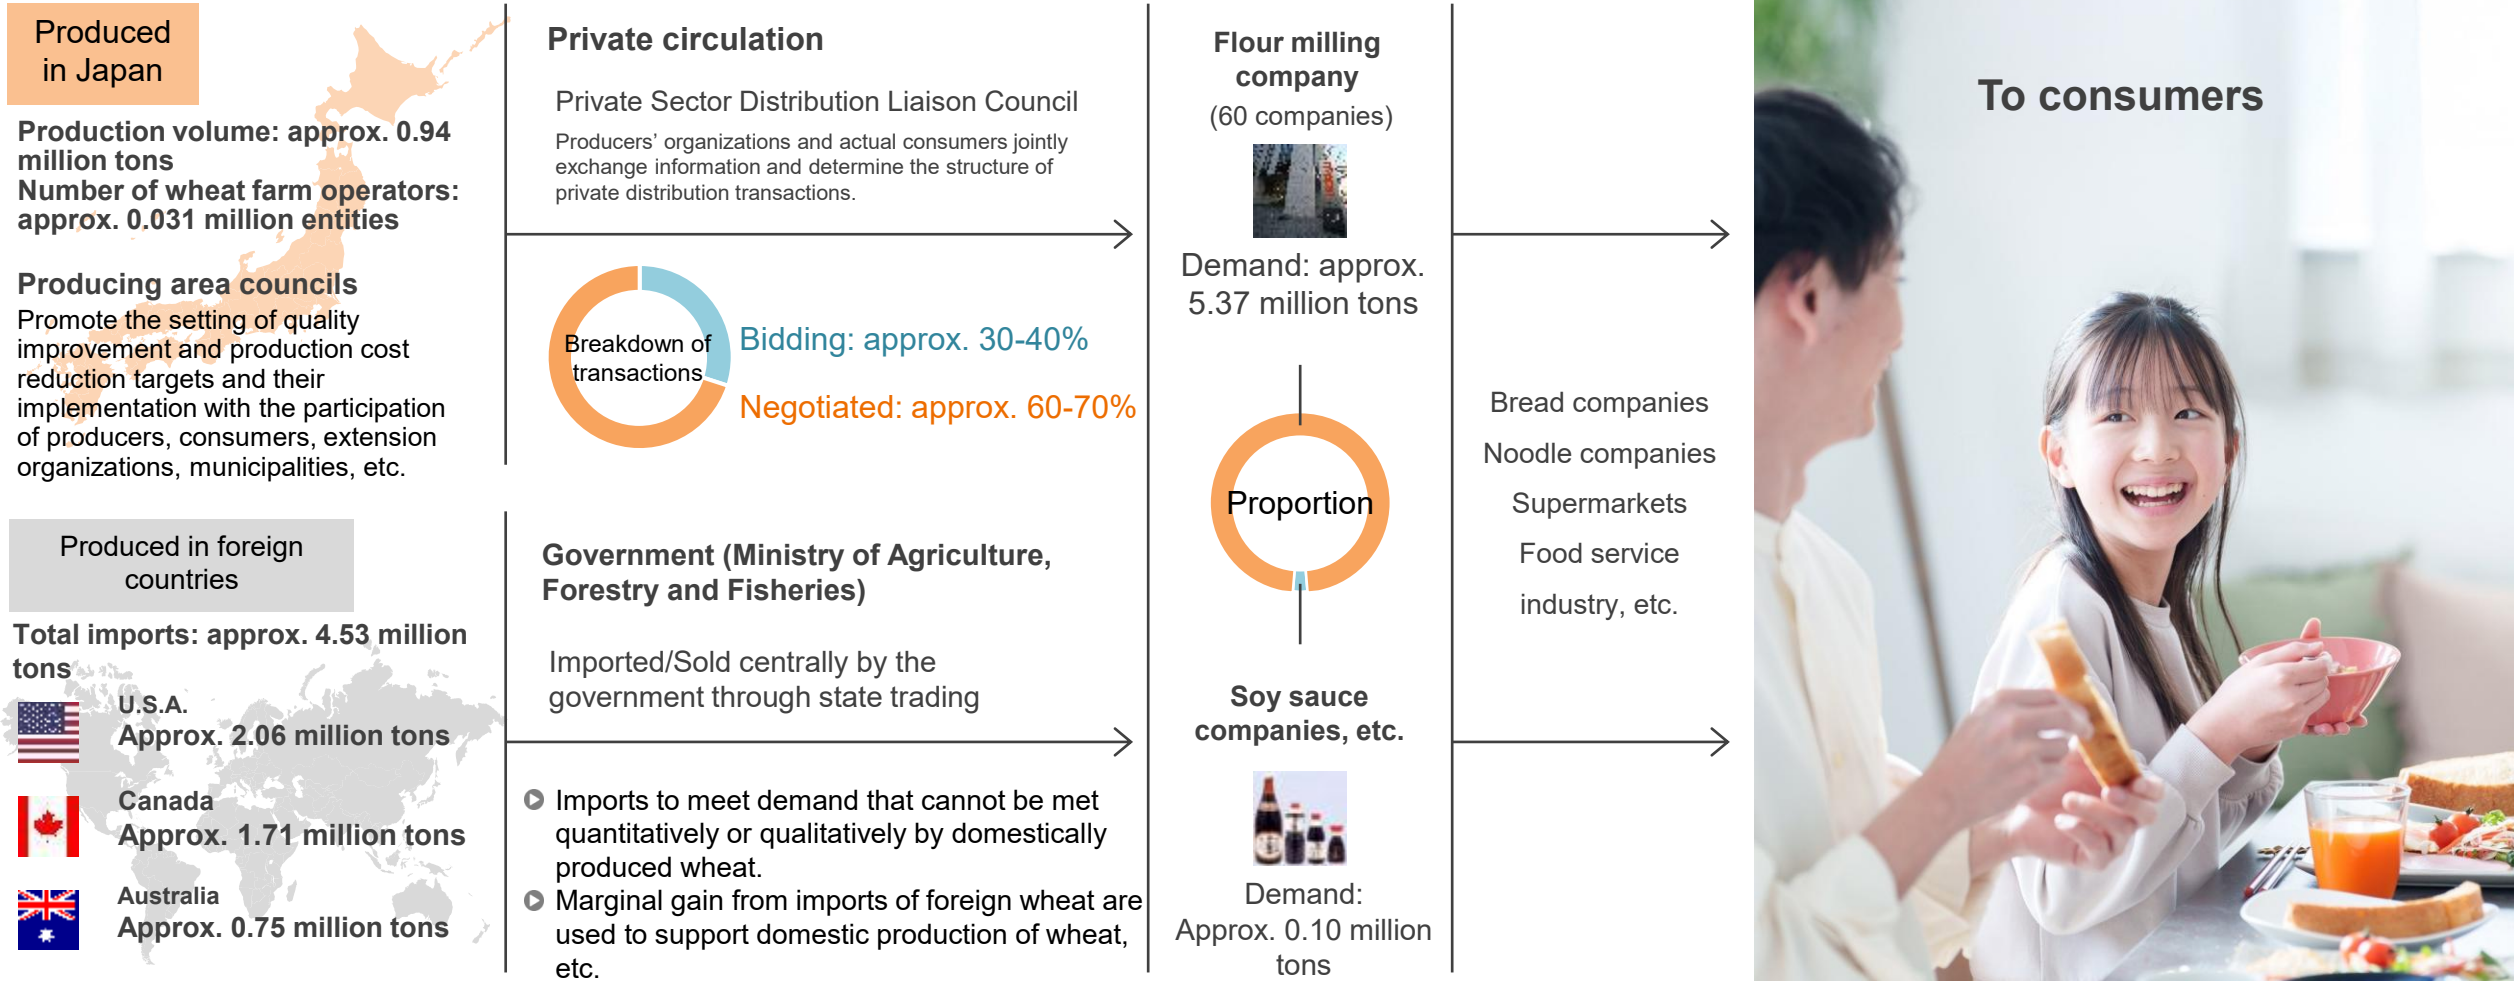 Produced
in Japan
Production volume: approx. 0.94
million tons
Number of wheat farm operators:
approx. 0.031 million entities
Producing area councils
Promote the setting of quality
improvement and production cost
reduction targets and their
implementation with the participation
of producers, consumers, extension
organizations, municipalities, etc.
Produced in foreign
countries
Total imports: approx. 4.53 million
tons
U.S.A.
Approx. 2.06 million tons
Canada
Approx. 1.71 million tons
Australia
Approx. 0.75 million tons
Private circulation
Private Sector Distribution Liaison Council
Producers’ organizations and actual consumers jointly
exchange information and determine the structure of
private distribution transactions.
Breakdown of
transactions
Bidding: approx. 30-40%
Negotiated: approx. 60-70%
Government (Ministry of Agriculture,
Forestry and Fisheries)
Imported/Sold centrally by the
government through state trading
Imports to meet demand that cannot be met
quantitatively or qualitatively by domestically
produced wheat.
Marginal gain from imports of foreign wheat are
used to support domestic production of wheat,
etc.
Flour milling
company
(60 companies)
Demand: approx.
5.37 million tons
Proportion
Soy sauce
companies, etc.
Demand:
Approx. 0.10 million
tons
Bread companies
Noodle companies
Supermarkets
Food service
industry, etc.
To consumers